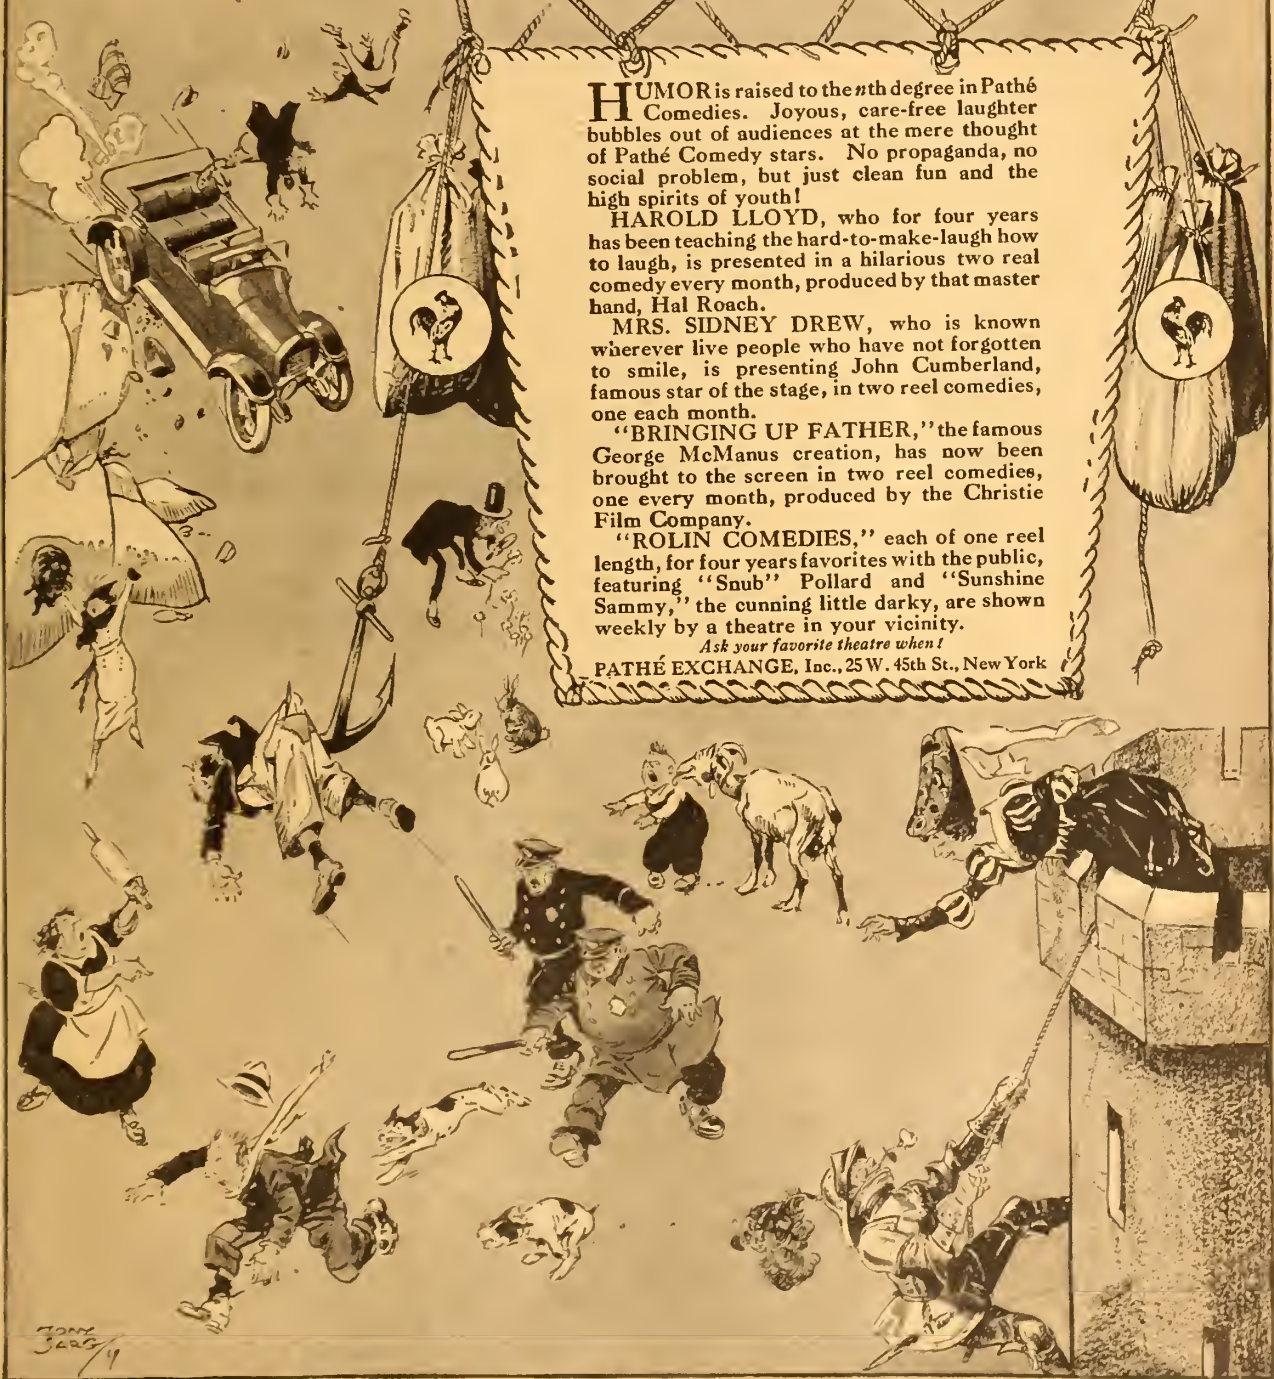 HUMOR is raised to the nth degree in Pathé
Comedies. Joyous, care-free laughter
bubbles out of audiences at the mere thought
of Pathé Comedy stars. No propaganda, no
social problem, but just clean fun and the
high spirits of youth!
HAROLD LLOYD, who for four years
has been teaching the hard-to-make-laugh how
to laugh, is presented in a hilarious two real
comedy every month, produced by that master
hand, Hal Roach.
MRS. SIDNEY DREW, who is known
wherever live people who have not forgotten
to smile, is presenting John Cumberland,
famous star of the stage, in two reel comedies,
one each month.
"BRINGING UP FATHER," the famous
George McManus creation, has now been
brought to the screen in two reel comedies,
one every month, produced by the Christie
Film Company.
"ROLIN COMEDIES," each of one reel
length, for four years favorites with the public,
featuring "Snub" Pollard and "Sunshine
Sammy," the cunning little darky, are shown
weekly by a theatre in your vicinity.
Ask your favorite theatre when!
PATHÉ EXCHANGE, Inc., 25 W. 45th St., New York
TONY
SARG